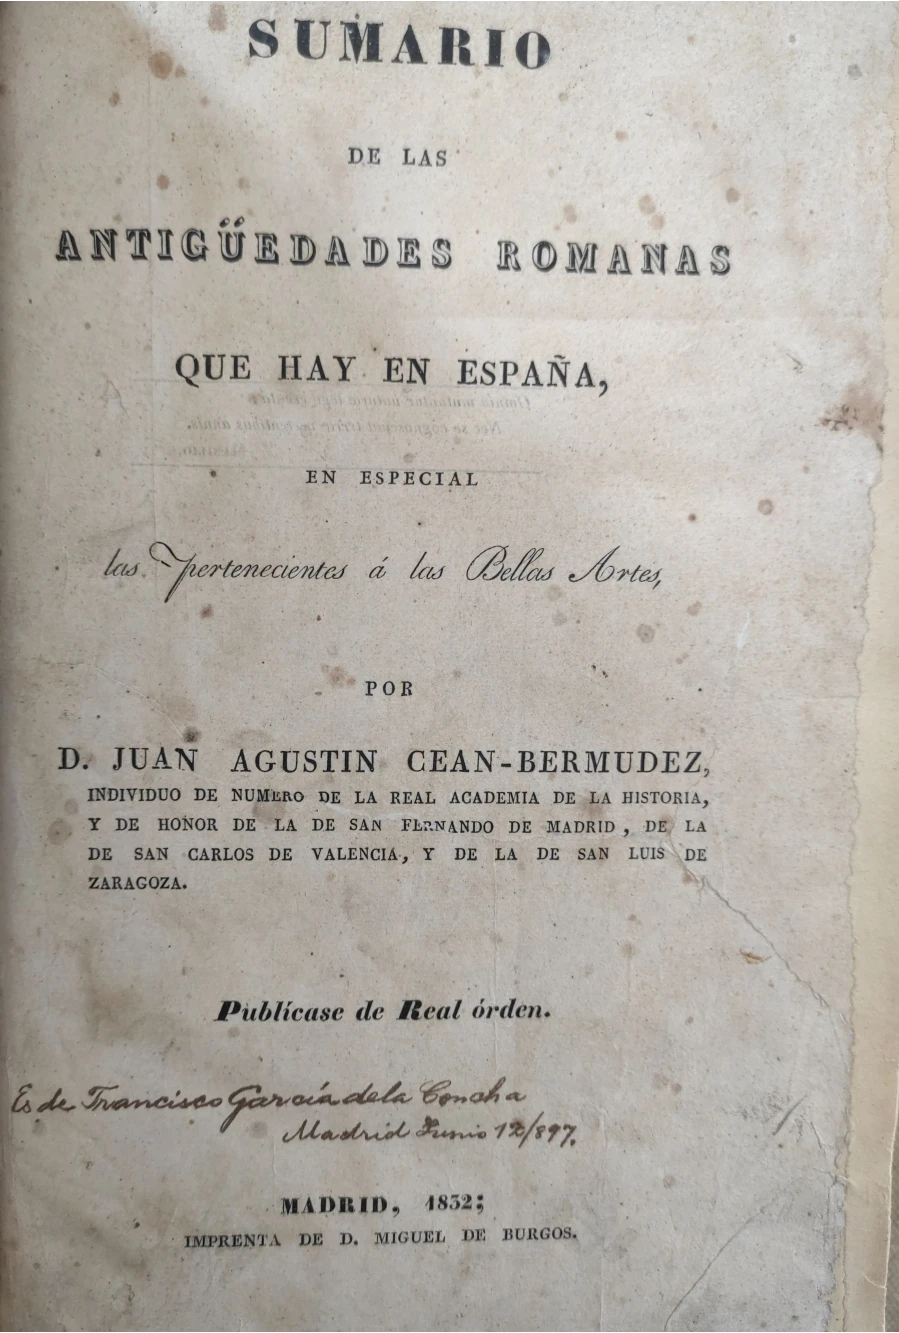 SUMARIO
DE LAS
ANTIGÜEDADES ROMANAS
QUE HAY EN ESPAÑA,
EN ESPECIAL
las pertenecientes á las Bellas Artes,
POR
D. JUAN AGUSTIN CEAN-BERMUDEZ,
INDIVIDUO DE NUMERO DE LA REAL ACADEMIA DE LA HISTORIA,
Y DE HONOR DE LA DE SAN FERNANDO DE MADRID, DE LA
DE SAN CARLOS DE VALENCIA, Y DE LA DE SAN LUIS DE
ZARAGOZA.
Publícase de Real órden.
Es de Francisco García de la Concha
Madrid Junio 12/897.
MADRID, 1832;
IMPRENTA DE D. MIGUEL DE BURGOS.